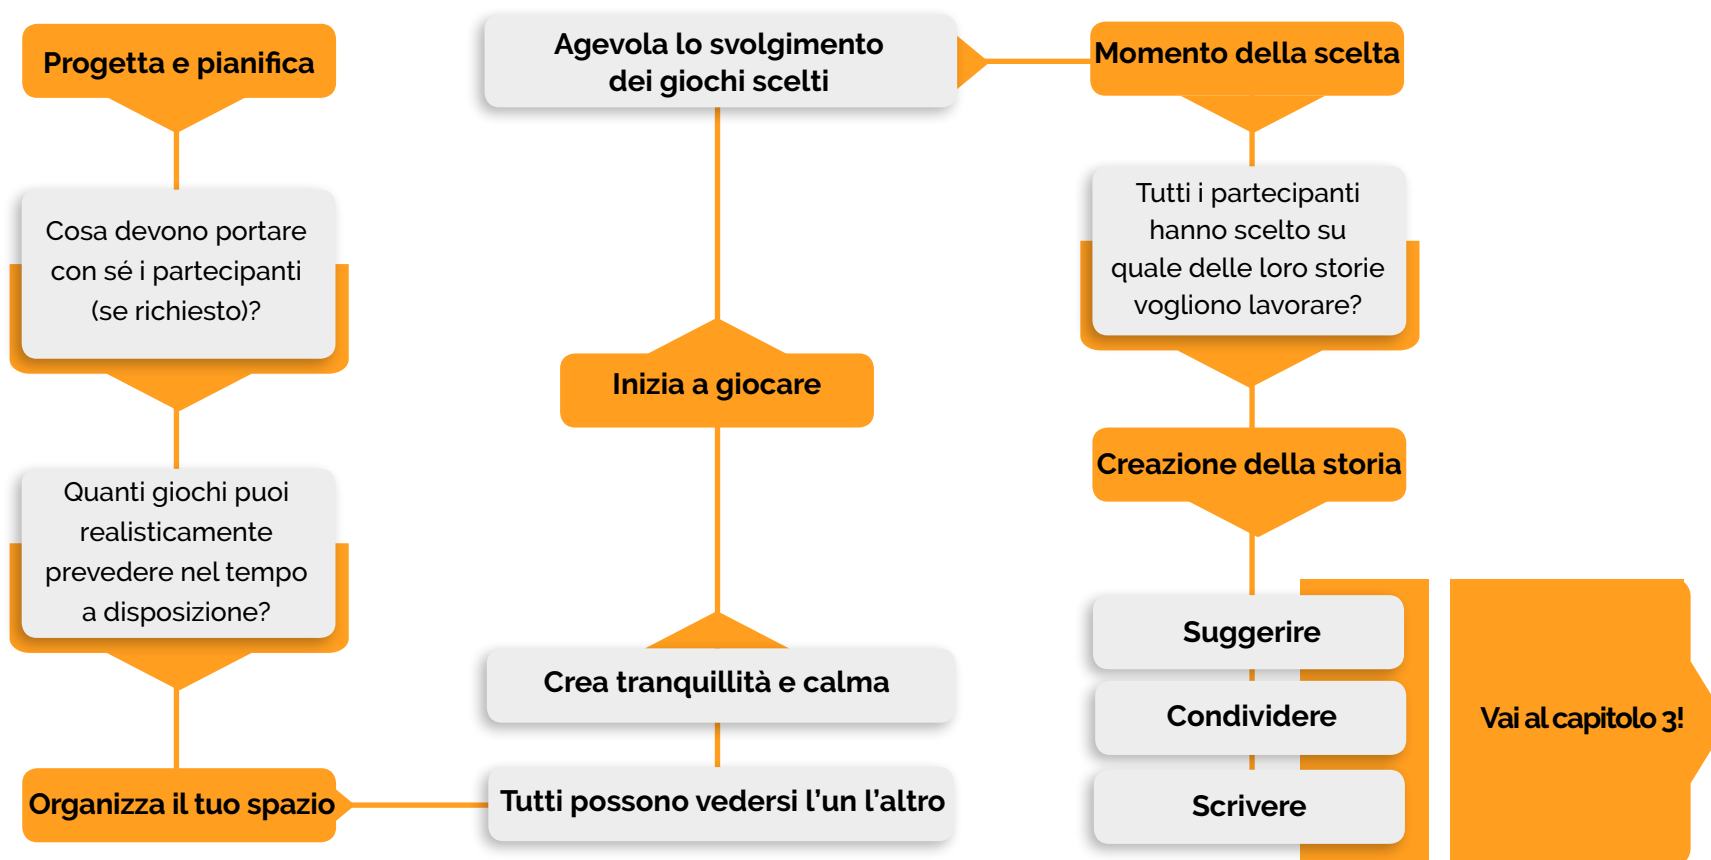 Progetta e pianifica
Cosa devono portare
con sé i partecipanti
(se richiesto)?
Quanti giochi puoi
realisticamente
prevedere nel tempo
a disposizione?
Organizza il tuo spazio
Tutti possono vedersi l'un l'altro
Crea tranquillità e calma
Inizia a giocare
Agevola lo svolgimento
dei giochi scelti
Momento della scelta
Tutti i partecipanti
hanno scelto su
quale delle loro storie
vogliono lavorare?
Creazione della storia
Suggerire
Condividere
Scrivere
Vai al capitolo 3!